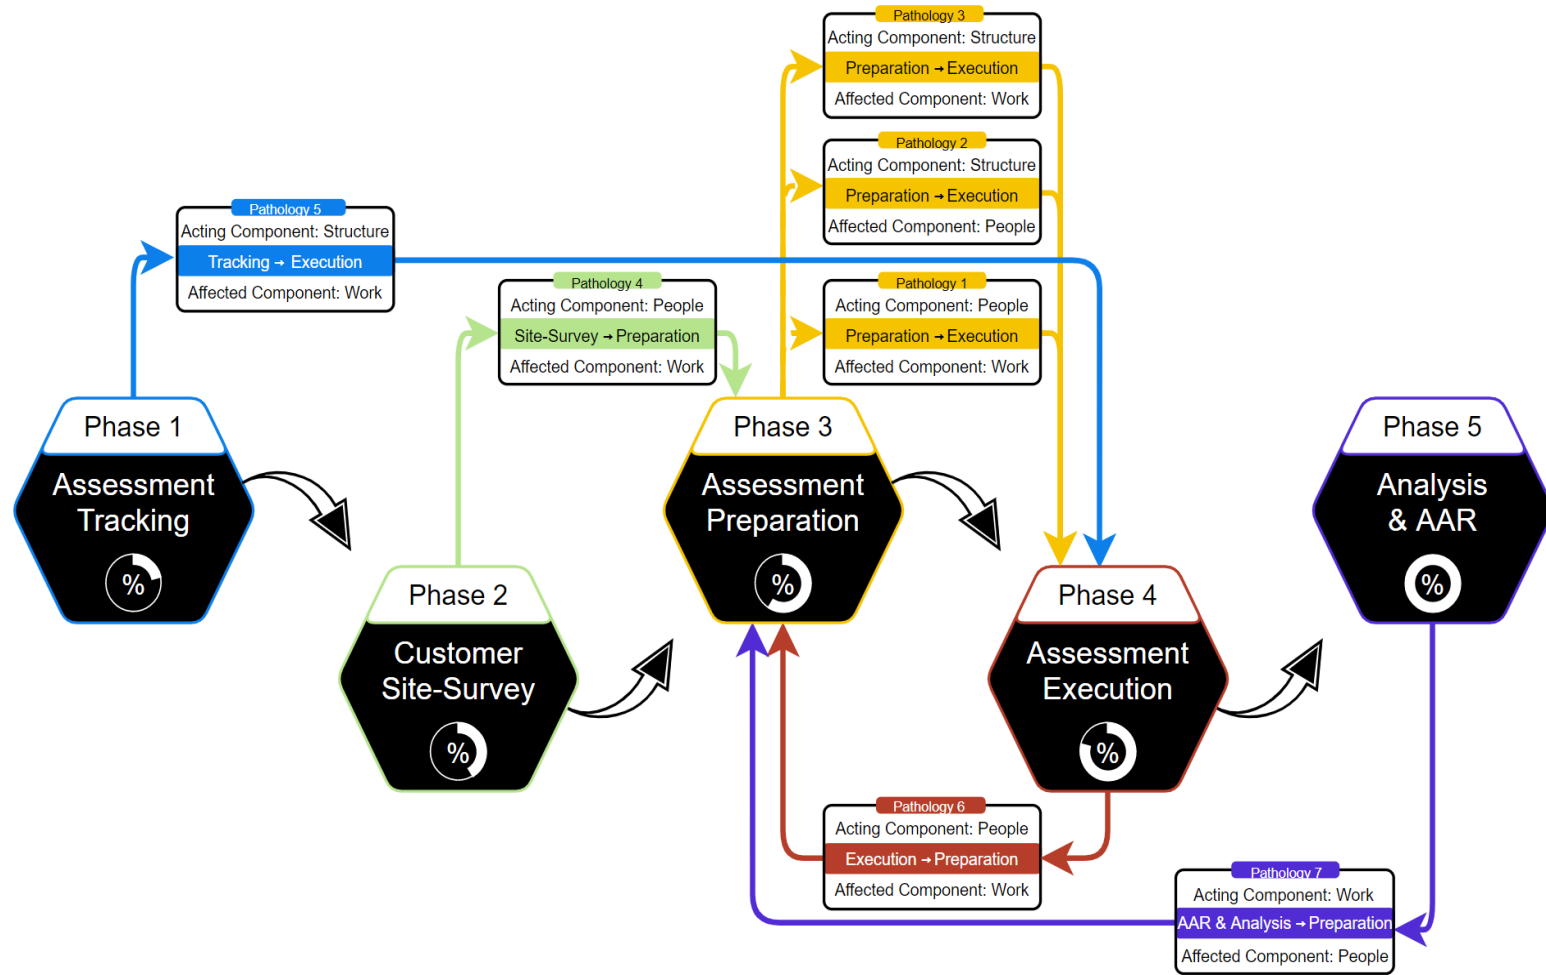 Pathology 3
Acting Component: Structure
Preparation → Execution
Affected Component: Work
Pathology 2
Acting Component: Structure
Preparation → Execution
Affected Component: People
Pathology 5
Acting Component: Structure
Tracking → Execution
Affected Component: Work
Pathology 4
Acting Component: People
Site-Survey → Preparation
Affected Component: Work
Pathology 1
Acting Component: People
Preparation → Execution
Affected Component: Work
Phase 1
Assessment
Tracking
%
Phase 2
Customer
Site-Survey
%
Phase 3
Assessment
Preparation
%
Phase 4
Assessment
Execution
%
Phase 5
Analysis
& AAR
%
Pathology 6
Acting Component: People
Execution → Preparation
Affected Component: Work
Pathology 7
Acting Component: Work
AAR & Analysis → Preparation
Affected Component: People